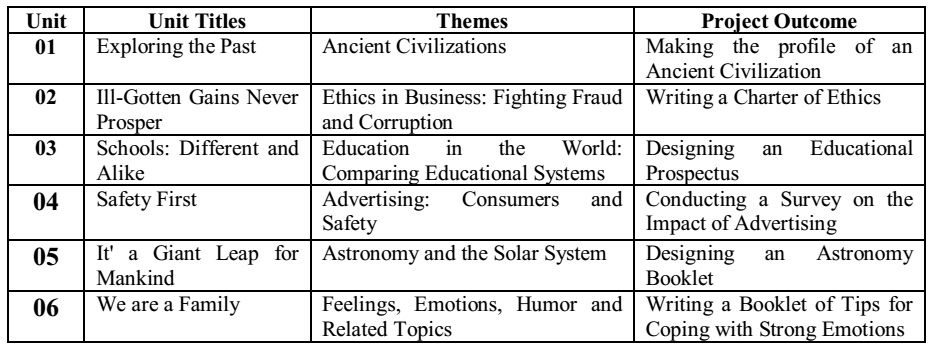 Unit Unit Titles Themes Project Outcome
01 Exploring the Past Ancient Civilizations Making the profile of an
Ancient Civilization
02 Ill-Gotten Gains Never Ethics in Business: Fighting Fraud Writing a Charter of Ethics
Prosper and Corruption
03 Schools: Different and Education in the World: Designing an Educational
Alike Comparing Educational Systems Prospectus
04 Safety First Advertising: Consumers and Conducting a Survey on the
Safety Impact of Advertising
05 It' a Giant Leap for Astronomy and the Solar System Designing an Astronomy
Mankind Booklet
06 We are a Family Feelings, Emotions, Humor and Writing a Booklet of Tips for
Related Topics Coping with Strong Emotions